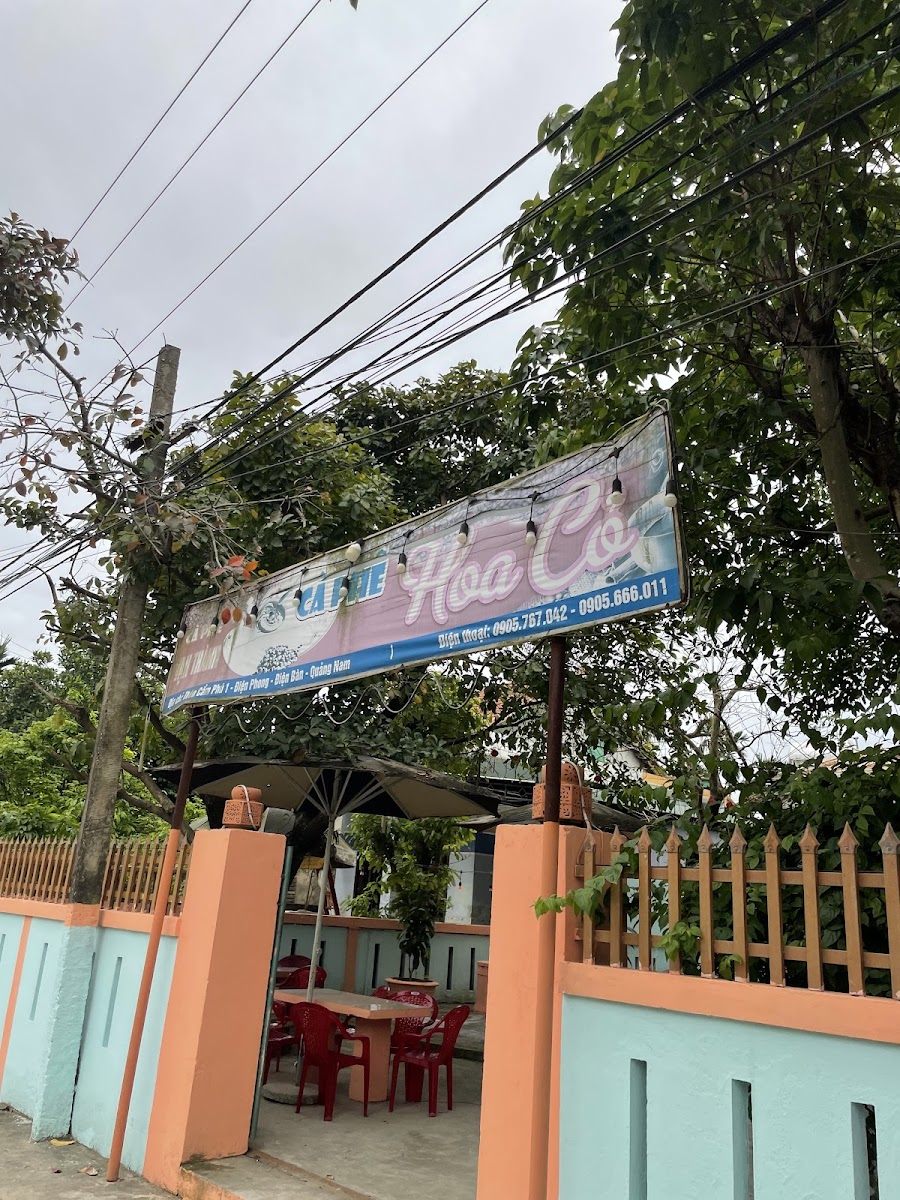 CÀ PHÊ
Hoa Cỏ
Điện thoại: 0905.767.042 - 0905.666.011
Cẩm Phú 1 - Điện Phong - Điện Bàn - Quảng Nam